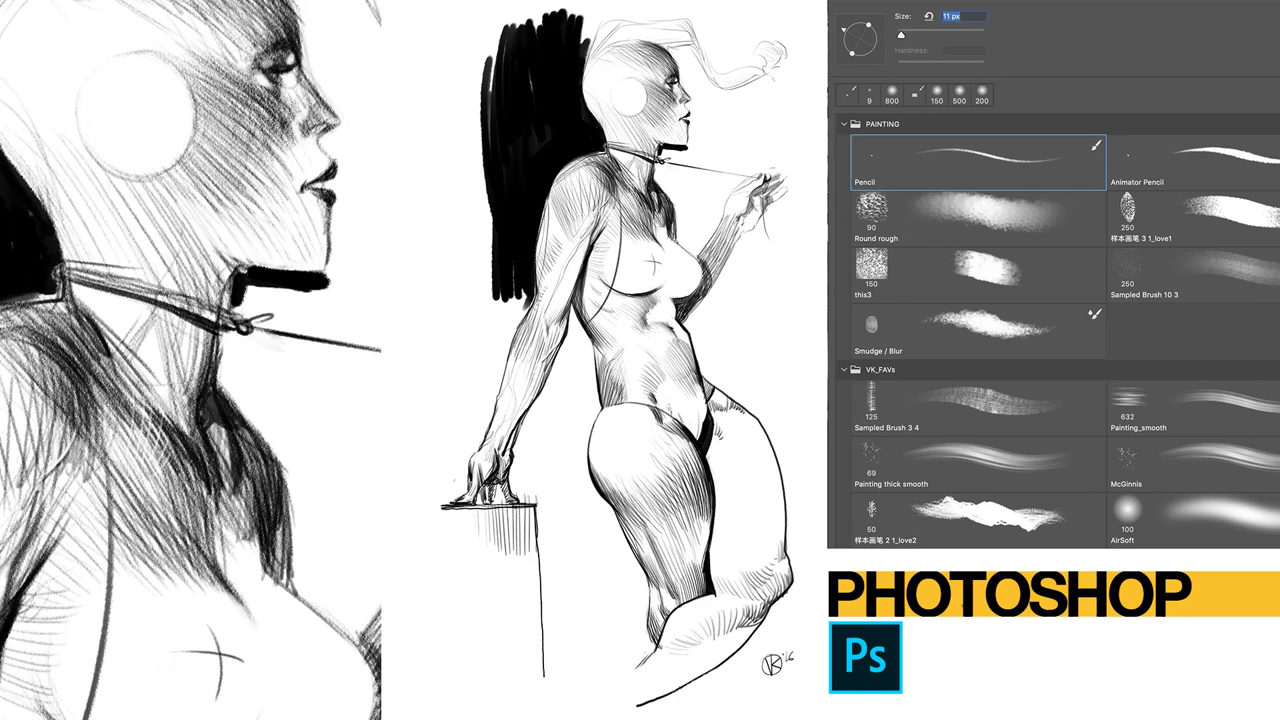 Size:
11 px
Hardness:
9
800
150
500
200
PAINTING
Pencil
Animator Pencil
90
Round rough
250
样本画笔 3 1_love1
150
this3
250
Sampled Brush 10 3
Smudge / Blur
VK_FAVs
125
Sampled Brush 3 4
632
Painting_smooth
69
Painting thick smooth
McGinnis
50
样本画笔 2 1_love2
100
AirSoft
PHOTOSHOP
Ps
VK '16